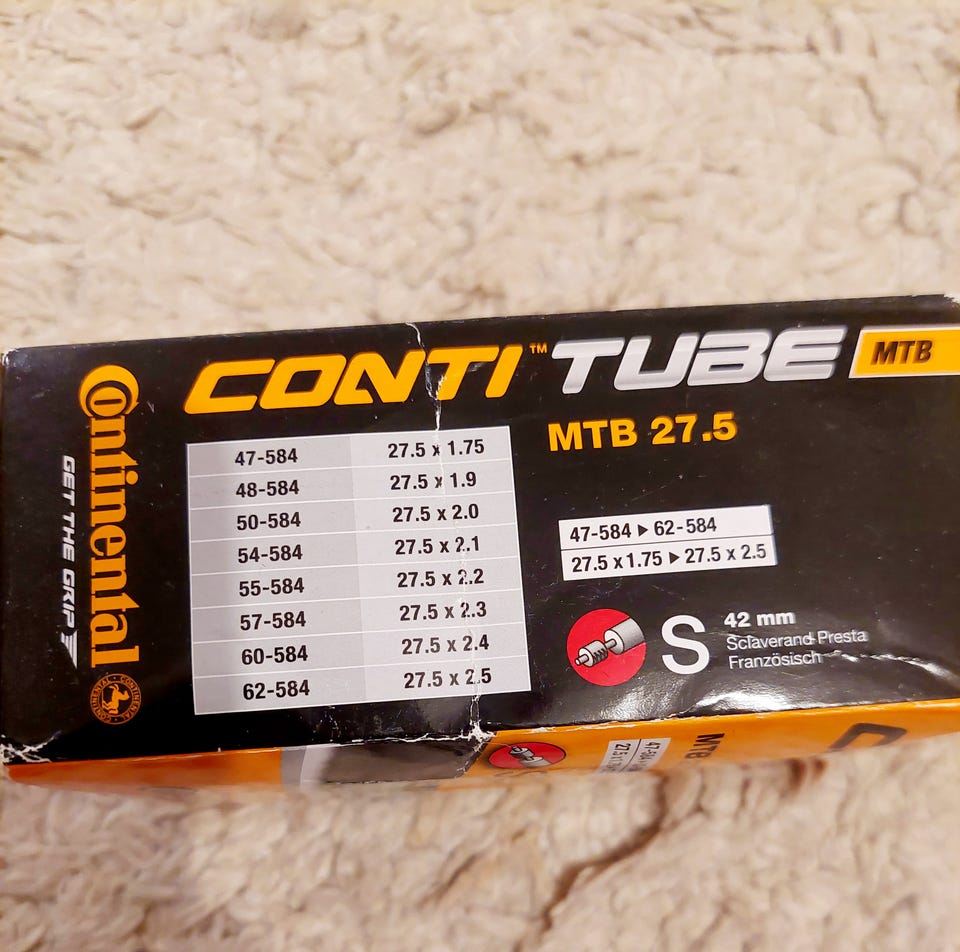 CONTI™ TUBE MTB
MTB 27.5
Continental
GET THE GRIP
47-584 27.5 x 1.75
48-584 27.5 x 1.9
50-584 27.5 x 2.0
54-584 27.5 x 2.1
55-584 27.5 x 2.2
57-584 27.5 x 2.3
60-584 27.5 x 2.4
62-584 27.5 x 2.5
47-584 ▶ 62-584
27.5 x 1.75 ▶ 27.5 x 2.5
S
42 mm
Sclaverand-Presta
Französisch
CONTINENTAL • CONTINENTAL
MTB